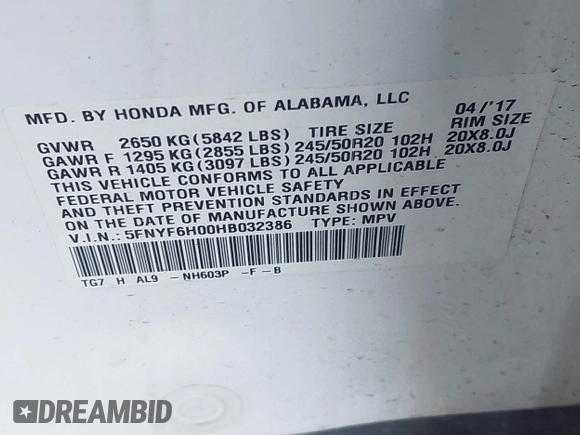 MFD. BY HONDA MFG. OF ALABAMA, LLC 04/'17
GVWR 2650 KG(5842 LBS) TIRE SIZE RIM SIZE
GAWR F 1295 KG(2855 LBS)245/50R20 102H 20X8.0J
GAWR R 1405 KG(3097 LBS)245/50R20 102H 20X8.0J
THIS VEHICLE CONFORMS TO ALL APPLICABLE
FEDERAL MOTOR VEHICLE SAFETY
AND THEFT PREVENTION STANDARDS IN EFFECT
ON THE DATE OF MANUFACTURE SHOWN ABOVE.
V.I.N.: 5FNYF6H00HB032386 TYPE: MPV
TG7 H AL9 -NH603P -F-B
DREAMBID